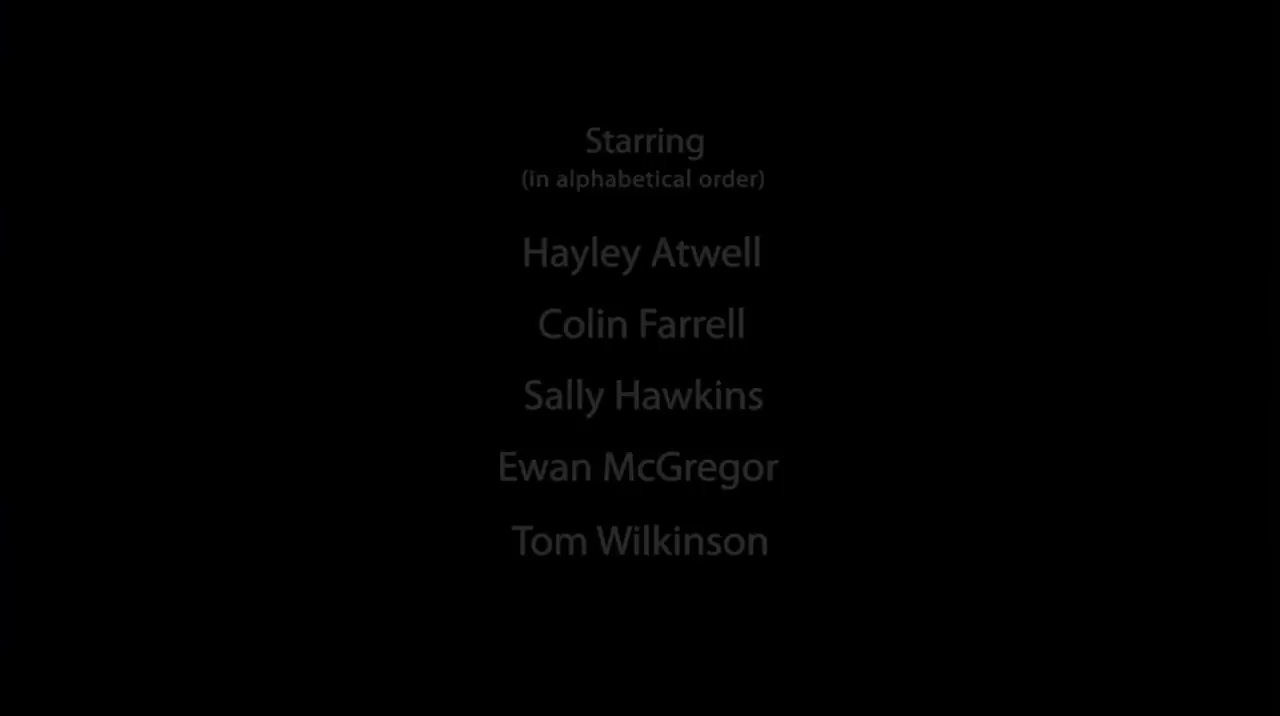 Starring
(in alphabetical order)
Hayley Atwell
Colin Farrell
Sally Hawkins
Ewan McGregor
Tom Wilkinson